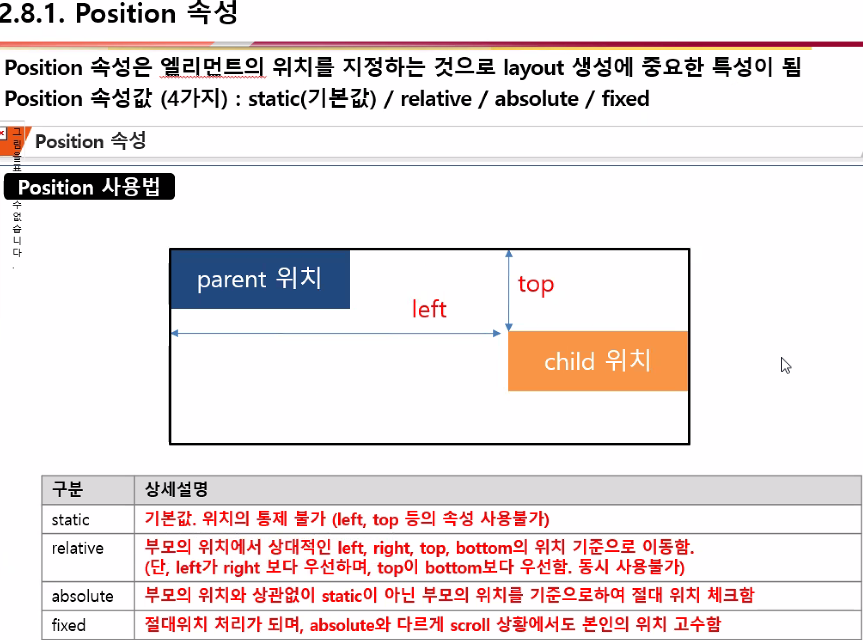 2.8.1. Position 속성
Position 속성은 엘리먼트의 위치를 지정하는 것으로 layout 생성에 중요한 특성이 됨
Position 속성값 (4가지) : static(기본값) / relative / absolute / fixed
Position 속성
Position 사용법
수 없습니다.
parent 위치
top
left
child 위치
구분 상세설명
static 기본값. 위치의 통제 불가 (left, top 등의 속성 사용불가)
relative 부모의 위치에서 상대적인 left, right, top, bottom의 위치 기준으로 이동함.
(단, left가 right 보다 우선하며, top이 bottom보다 우선함. 동시 사용불가)
absolute 부모의 위치와 상관없이 static이 아닌 부모의 위치를 기준으로하여 절대 위치 체크함
fixed 절대위치 처리가 되며, absolute와 다르게 scroll 상황에서도 본인의 위치 고수함